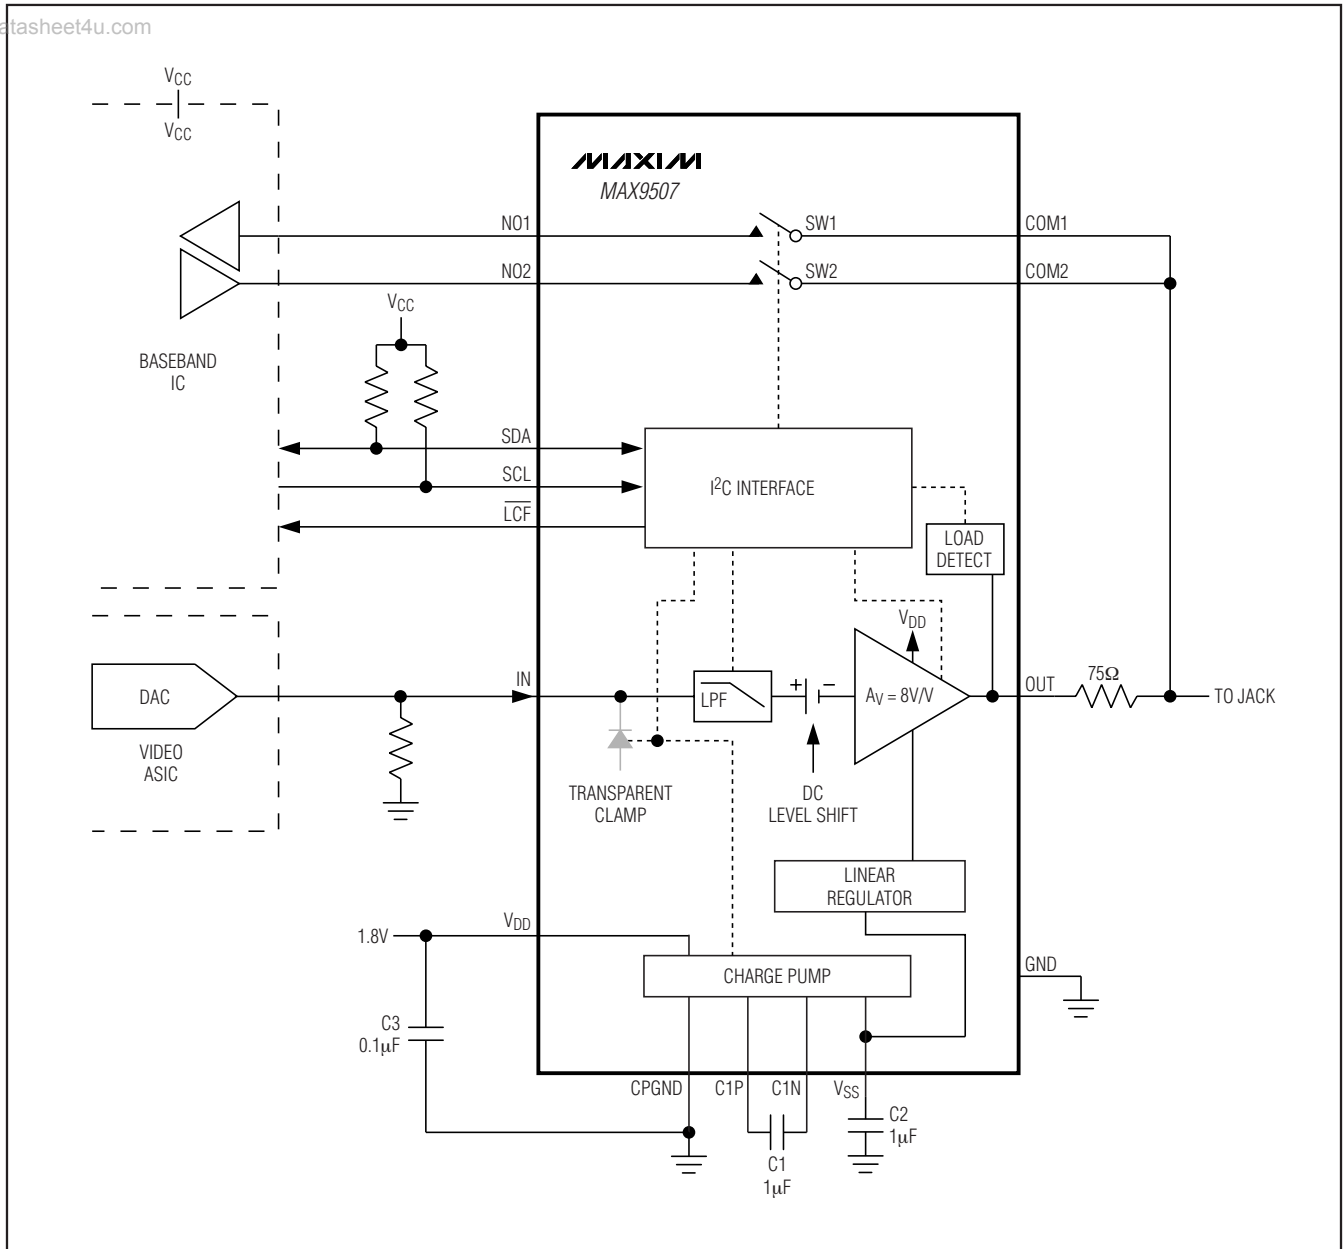 atasheet4u.com
VCC
VCC
MAXIM
MAX9507
NO1
SW1
COM1
NO2
SW2
COM2
VCC
BASEBAND
IC
SDA
SCL
LCF
I²C INTERFACE
LOAD
DETECT
VDD
IN
OUT
75Ω
DAC
LPF
+
−
AV = 8V/V
TO JACK
VIDEO
ASIC
TRANSPARENT
CLAMP
DC
LEVEL SHIFT
LINEAR
REGULATOR
VDD
1.8V
CHARGE PUMP
GND
C3
0.1µF
CPGND
C1P
C1N
VSS
C2
1µF
C1
1µF